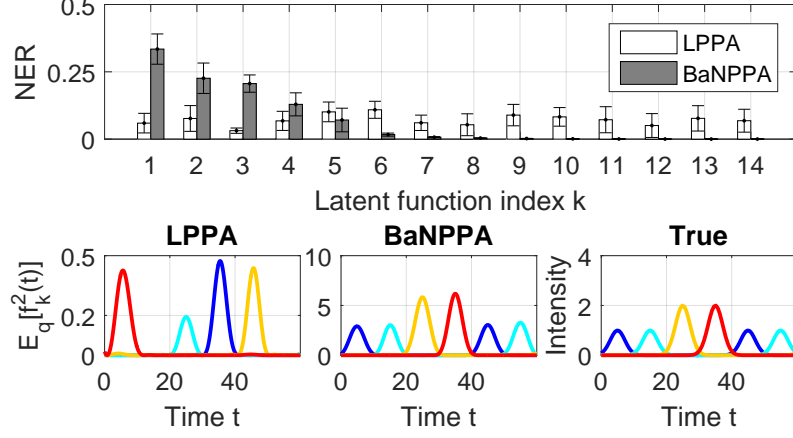 0.5
0.25
0
NER
LPPA
BaNPPA
1 2 3 4 5 6 7 8 9 10 11 12 13 14
Latent function index k
LPPA
BaNPPA
True
E_q[f_k^2(t)]
0.5
0.2
0
0 20 40
Time t
10
5
0
0 20 40
Time t
Intensity
4
2
0
0 20 40
Time t